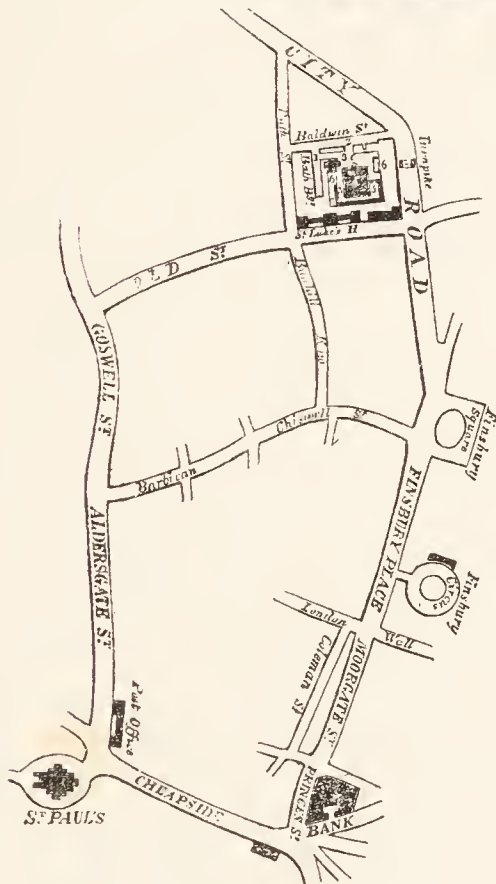 CITY
Baldwin St
Turnpike
6
ROAD
St Luke's H
OLD St
Bunhill Row
GOSWELL ST.
Chiswell St
Finsbury Square
Barbican
FINSBURY PLACE
Finsbury Circus
ALDERSGATE ST
London
Wall
Coleman St
MOORGATE ST
Post Office
PRINCES St
CHEAPSIDE
BANK
ST. PAUL'S